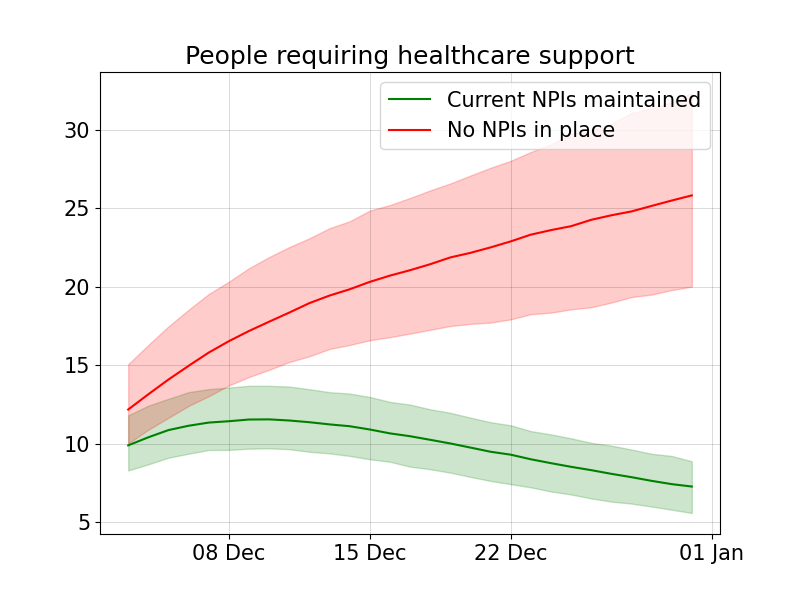 People requiring healthcare support
Current NPIs maintained
No NPIs in place
30
25
20
15
10
5
08 Dec
15 Dec
22 Dec
01 Jan